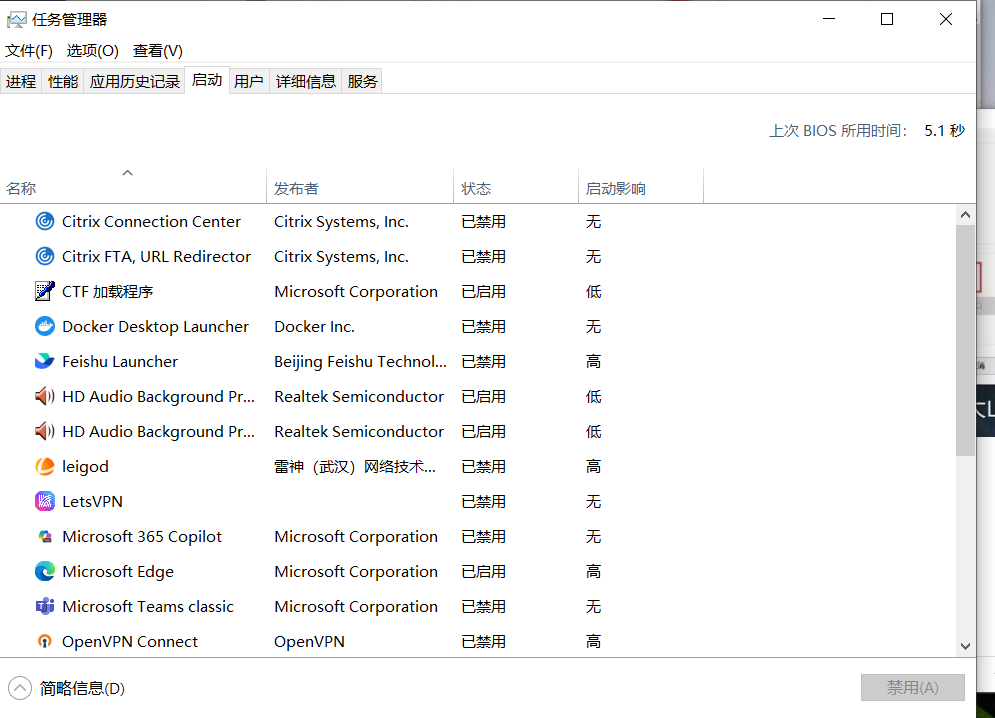 任务管理器
文件(F) 选项(O) 查看(V)
进程 性能 应用历史记录 启动 用户 详细信息 服务
上次 BIOS 所用时间: 5.1 秒
名称 发布者 状态 启动影响
Citrix Connection Center Citrix Systems, Inc. 已禁用 无
Citrix FTA, URL Redirector Citrix Systems, Inc. 已禁用 无
CTF 加载程序 Microsoft Corporation 已启用 低
Docker Desktop Launcher Docker Inc. 已禁用 无
Feishu Launcher Beijing Feishu Technol... 已禁用 高
HD Audio Background Pr... Realtek Semiconductor 已启用 低
HD Audio Background Pr... Realtek Semiconductor 已启用 低
leigod 雷神（武汉）网络技术... 已禁用 高
LetsVPN 已禁用 无
Microsoft 365 Copilot Microsoft Corporation 已禁用 无
Microsoft Edge Microsoft Corporation 已启用 高
Microsoft Teams classic Microsoft Corporation 已禁用 无
OpenVPN Connect OpenVPN 已禁用 高
简略信息(D) 禁用(A)